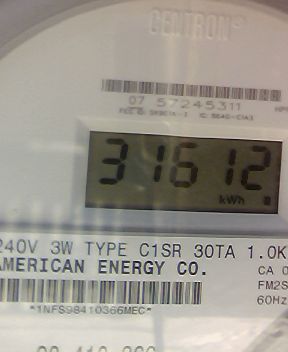 CENTRON®
07 57245311
31612
kWh
240V 3W TYPE C1SR 30TA 1.0K
AMERICAN ENERGY CO.
CA 0
FM2S
60Hz
*1NFS98410366MEC*